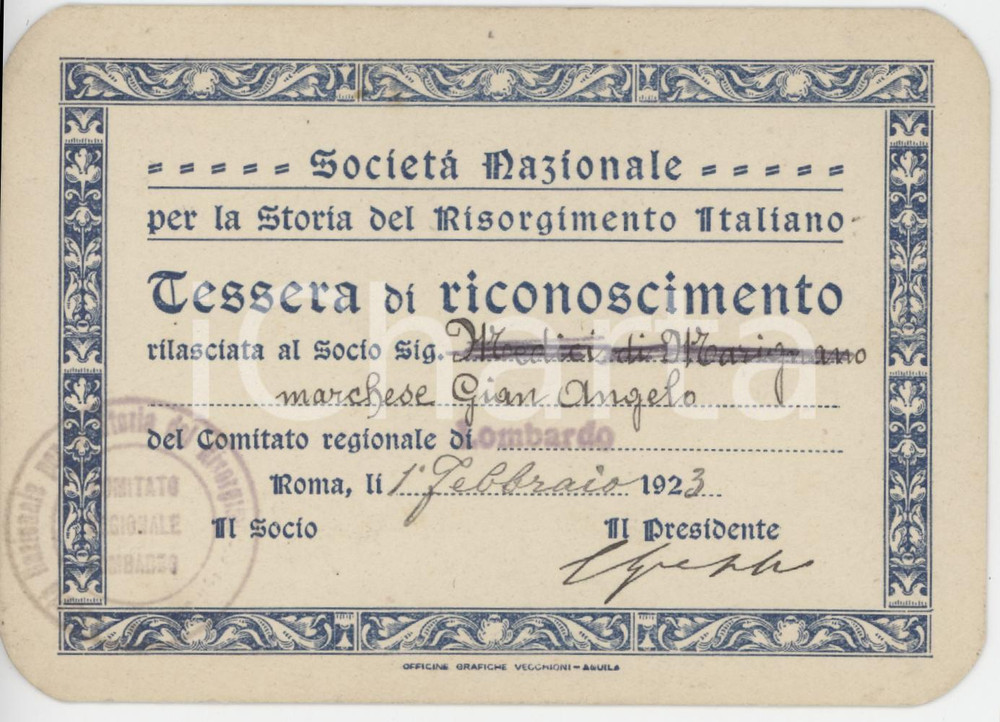 = = = = = Societá Nazionale = = = = =
per la Storia del Risorgimento Italiano
Tessera di riconoscimento
rilasciata al Socio Sig. Medici di Marignano
marchese Gian Angelo
del Comitato regionale di Lombardo
Roma, li 1° Febbraio 1923
Il Socio Il Presidente
OFFICINE GRAFICHE VECCHIONI - AQUILA
iCharta